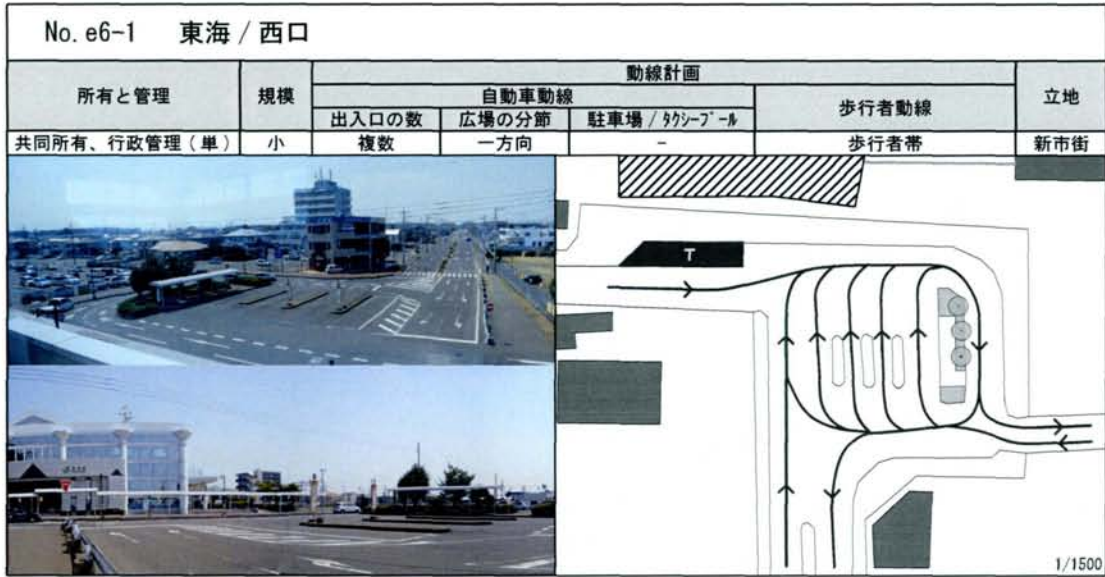 No. e6-1 東海 / 西口
所有と管理 規模 動線計画 立地
自動車動線 歩行者動線
出入口の数 広場の分節 駐車場 / タクシープール
共同所有、行政管理（単） 小 複数 一方向 - 歩行者帯 新市街
T
1/1500